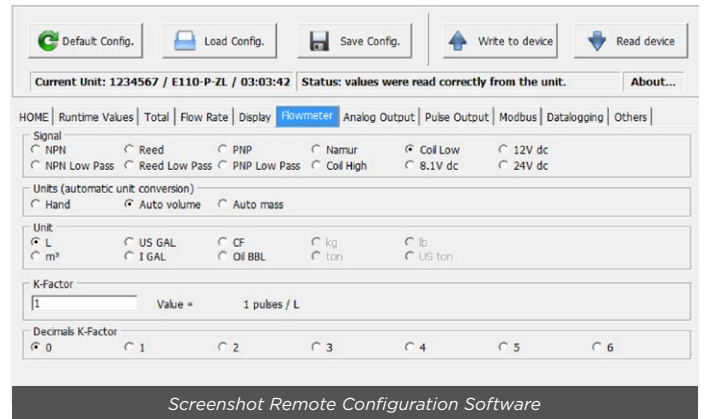 Default Config. Load Config. Save Config. Write to device Read device
Current Unit: 1234567 / E110-P-ZL / 03:03:42 Status: values were read correctly from the unit. About...
HOME Runtime Values Total Flow Rate Display Flowmeter Analog Output Pulse Output Modbus Datalogging Others
Signal
NPN Reed PNP Namur Coil Low 12V dc
NPN Low Pass Reed Low Pass PNP Low Pass Coil High 8.1V dc 24V dc
Units (automatic unit conversion)
Hand Auto volume Auto mass
Unit
L US GAL CF kg lb
m³ I GAL Oil BBL ton US ton
K-Factor
1 Value = 1 pulses / L
Decimals K-Factor
0 1 2 3 4 5 6
Screenshot Remote Configuration Software